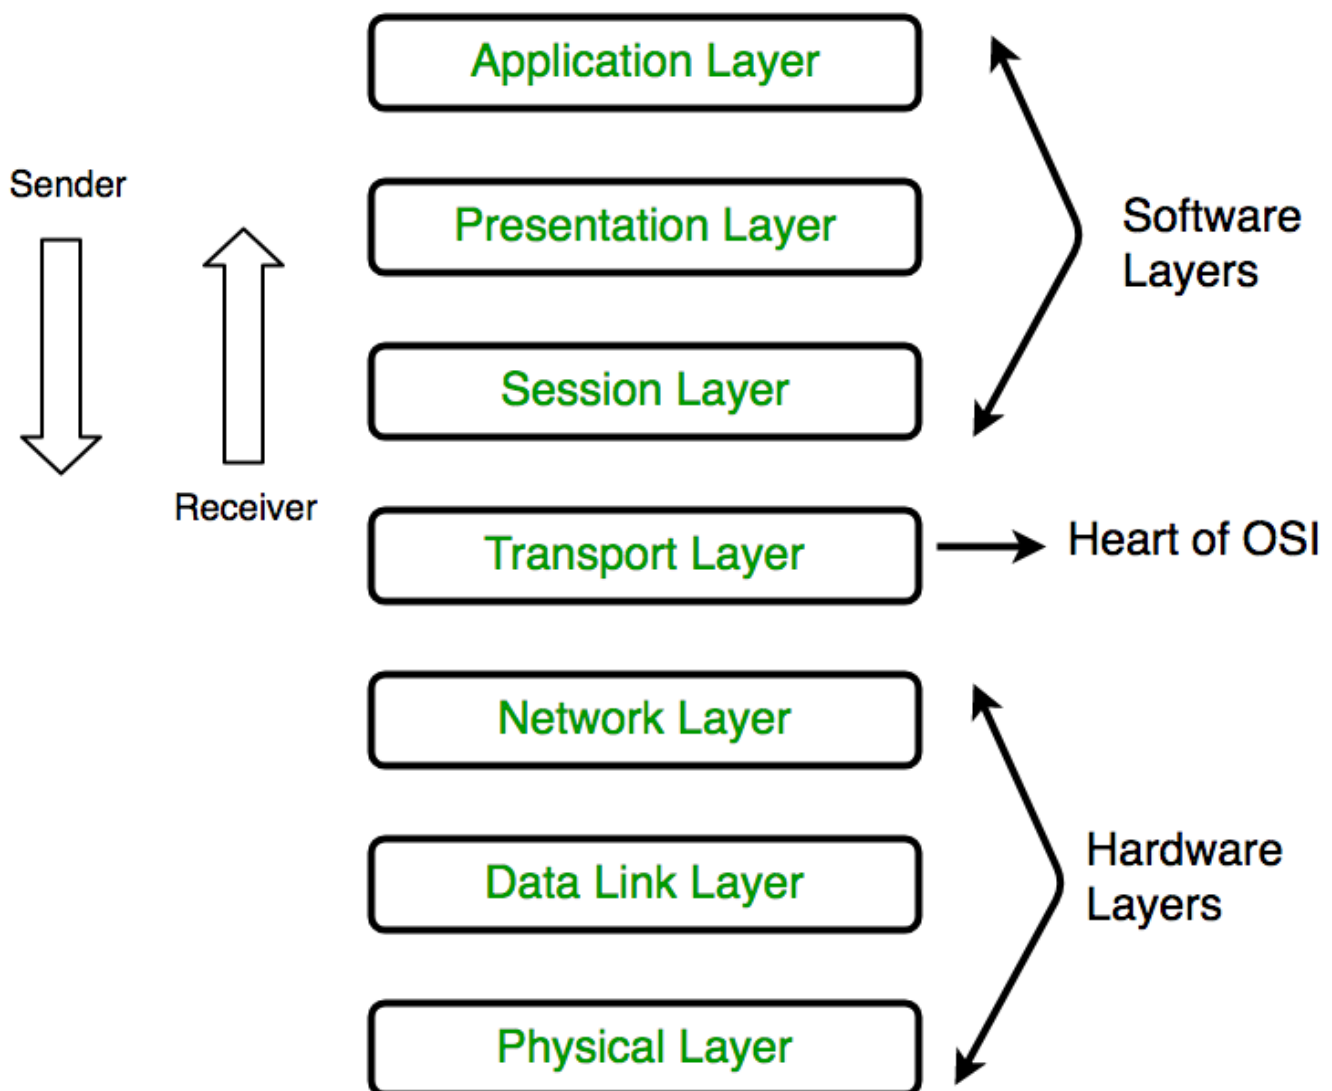 Application Layer
Sender
Presentation Layer
Software
Layers
Session Layer
Receiver
Transport Layer
Heart of OSI
Network Layer
Hardware
Layers
Data Link Layer
Physical Layer